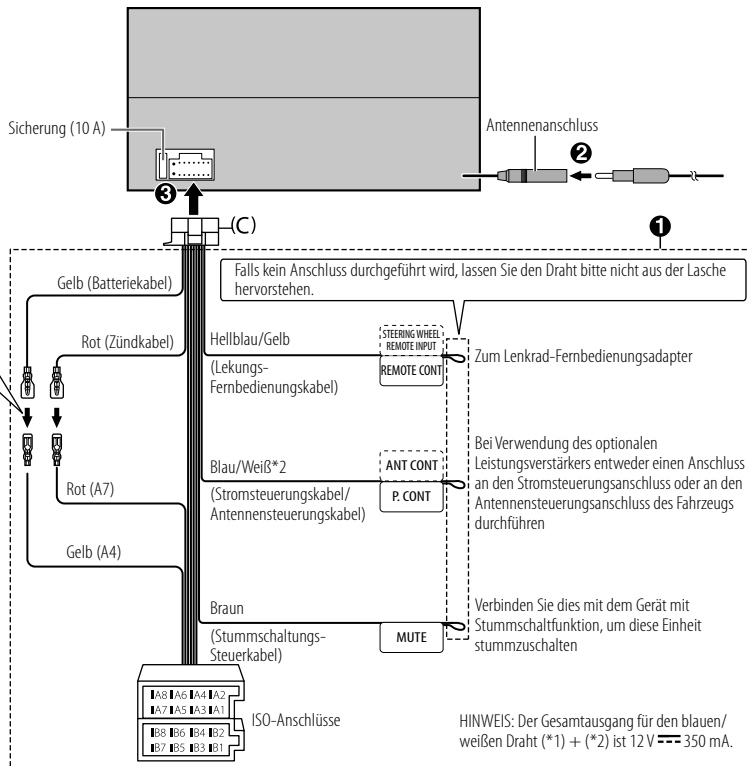 Sicherung (10 A)
Antennenanschluss
❷
❸
(C)
❶
Falls kein Anschluss durchgeführt wird, lassen Sie den Draht bitte nicht aus der Lasche
hervorstehen.
Gelb (Batteriekabel)
Rot (Zündkabel)
Hellblau/Gelb
(Lekungs-
Fernbedienungskabel)
STEERING WHEEL
REMOTE INPUT
REMOTE CONT
Zum Lenkrad-Fernbedienungsadapter
Blau/Weiß*2
(Stromsteuerungskabel/
Antennensteuerungskabel)
ANT CONT
P. CONT
Bei Verwendung des optionalen
Leistungsverstärkers entweder einen Anschluss
an den Stromsteuerungsanschluss oder an den
Antennensteuerungsanschluss des Fahrzeugs
durchführen
Rot (A7)
Gelb (A4)
Braun
(Stummschaltungs-
Steuerkabel)
MUTE
Verbinden Sie dies mit dem Gerät mit
Stummschaltfunktion, um diese Einheit
stummzuschalten
A8 A6 A4 A2
A7 A5 A3 A1
B8 B6 B4 B2
B7 B5 B3 B1
ISO-Anschlüsse
HINWEIS: Der Gesamtausgang für den blauen/
weißen Draht (*1) + (*2) ist 12 V ⎓ 350 mA.